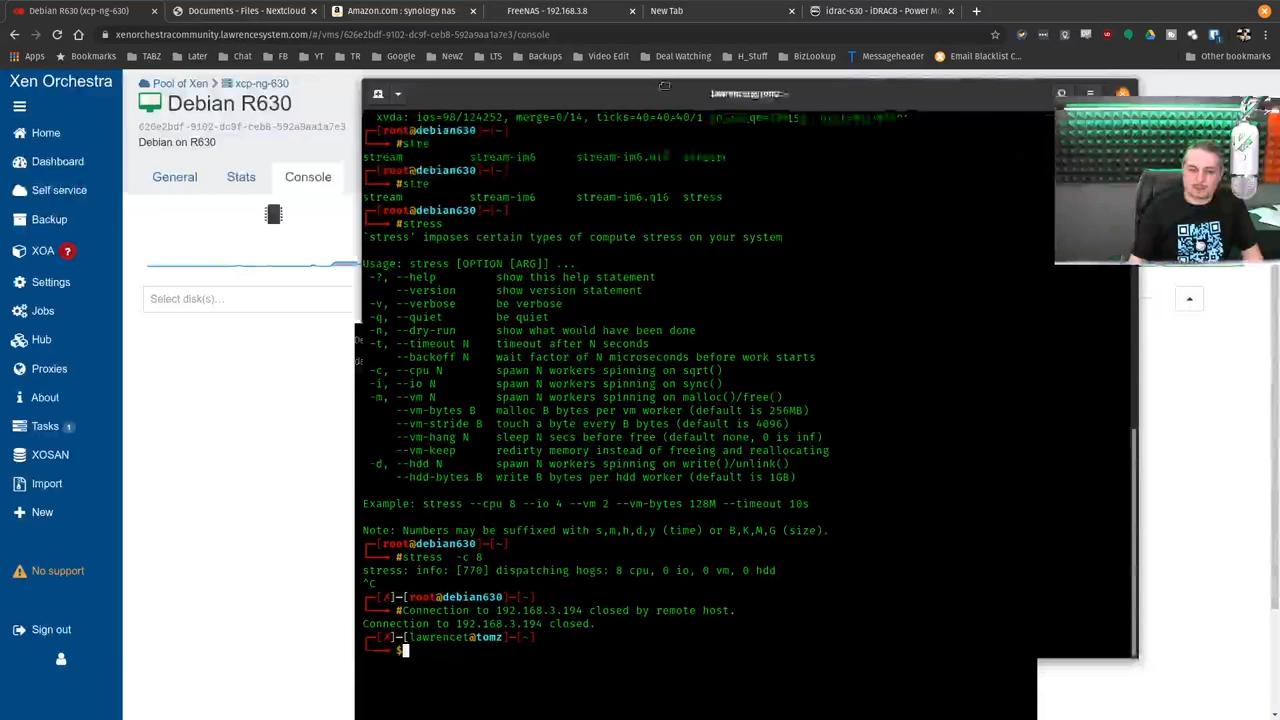 Debian R630 (xcp-ng-630)
Documents - Files - Nextcloud
Amazon.com : synology nas
FreeNAS - 192.168.3.8
New Tab
idrac-630 - iDRAC8 - Power Mo
xenorchestracommunity.lawrencesystem.com/#/vms/626e2bdf-9102-dc9f-ceb8-592a9aa1a7e3/console
Apps Bookmarks TABZ Later Chat FB YT TR Google NewZ LTS Backups Video Edit Deal Watching H_Stuff BizLookup Messageheader Email Blacklist C… Other bookmarks
Xen Orchestra
Home
Dashboard
Self service
Backup
XOA ?
Settings
Jobs
Hub
Proxies
About
Tasks 1
XOSAN
Import
New
No support
Sign out
Pool of Xen xcp-ng-630
Debian R630
626e2bdf-9102-dc9f-ceb8-592a9aa1a7e3
Debian on R630
General Stats Console
Select disk(s)…
xvda: ios=98/124252, merge=0/14, ticks=40=40
[root@debian630]-[~]
#stre
stream stream-im6
[root@debian630]-[~]
#stre
stream stream-im6 stream-im6.q16 stress
[root@debian630]-[~]
#stress
`stress' imposes certain types of compute stress on your system
Usage: stress [OPTION [ARG]] ...
-?, --help show this help statement
--version show version statement
-v, --verbose be verbose
-q, --quiet be quiet
-n, --dry-run show what would have been done
-t, --timeout N timeout after N seconds
--backoff N wait factor of N microseconds before work starts
-c, --cpu N spawn N workers spinning on sqrt()
-i, --io N spawn N workers spinning on sync()
-m, --vm N spawn N workers spinning on malloc()/free()
--vm-bytes B malloc B bytes per vm worker (default is 256MB)
--vm-stride B touch a byte every B bytes (default is 4096)
--vm-hang N sleep N secs before free (default none, 0 is inf)
--vm-keep redirty memory instead of freeing and reallocating
-d, --hdd N spawn N workers spinning on write()/unlink()
--hdd-bytes B write B bytes per hdd worker (default is 1GB)
Example: stress --cpu 8 --io 4 --vm 2 --vm-bytes 128M --timeout 10s
Note: Numbers may be suffixed with s,m,h,d,y (time) or B,K,M,G (size).
[root@debian630]-[~]
#stress -c 8
stress: info: [770] dispatching hogs: 8 cpu, 0 io, 0 vm, 0 hdd
^C
[✗]-[root@debian630]-[~]
#Connection to 192.168.3.194 closed by remote host.
Connection to 192.168.3.194 closed.
[✗]-[lawrencet@tomz]-[~]
$